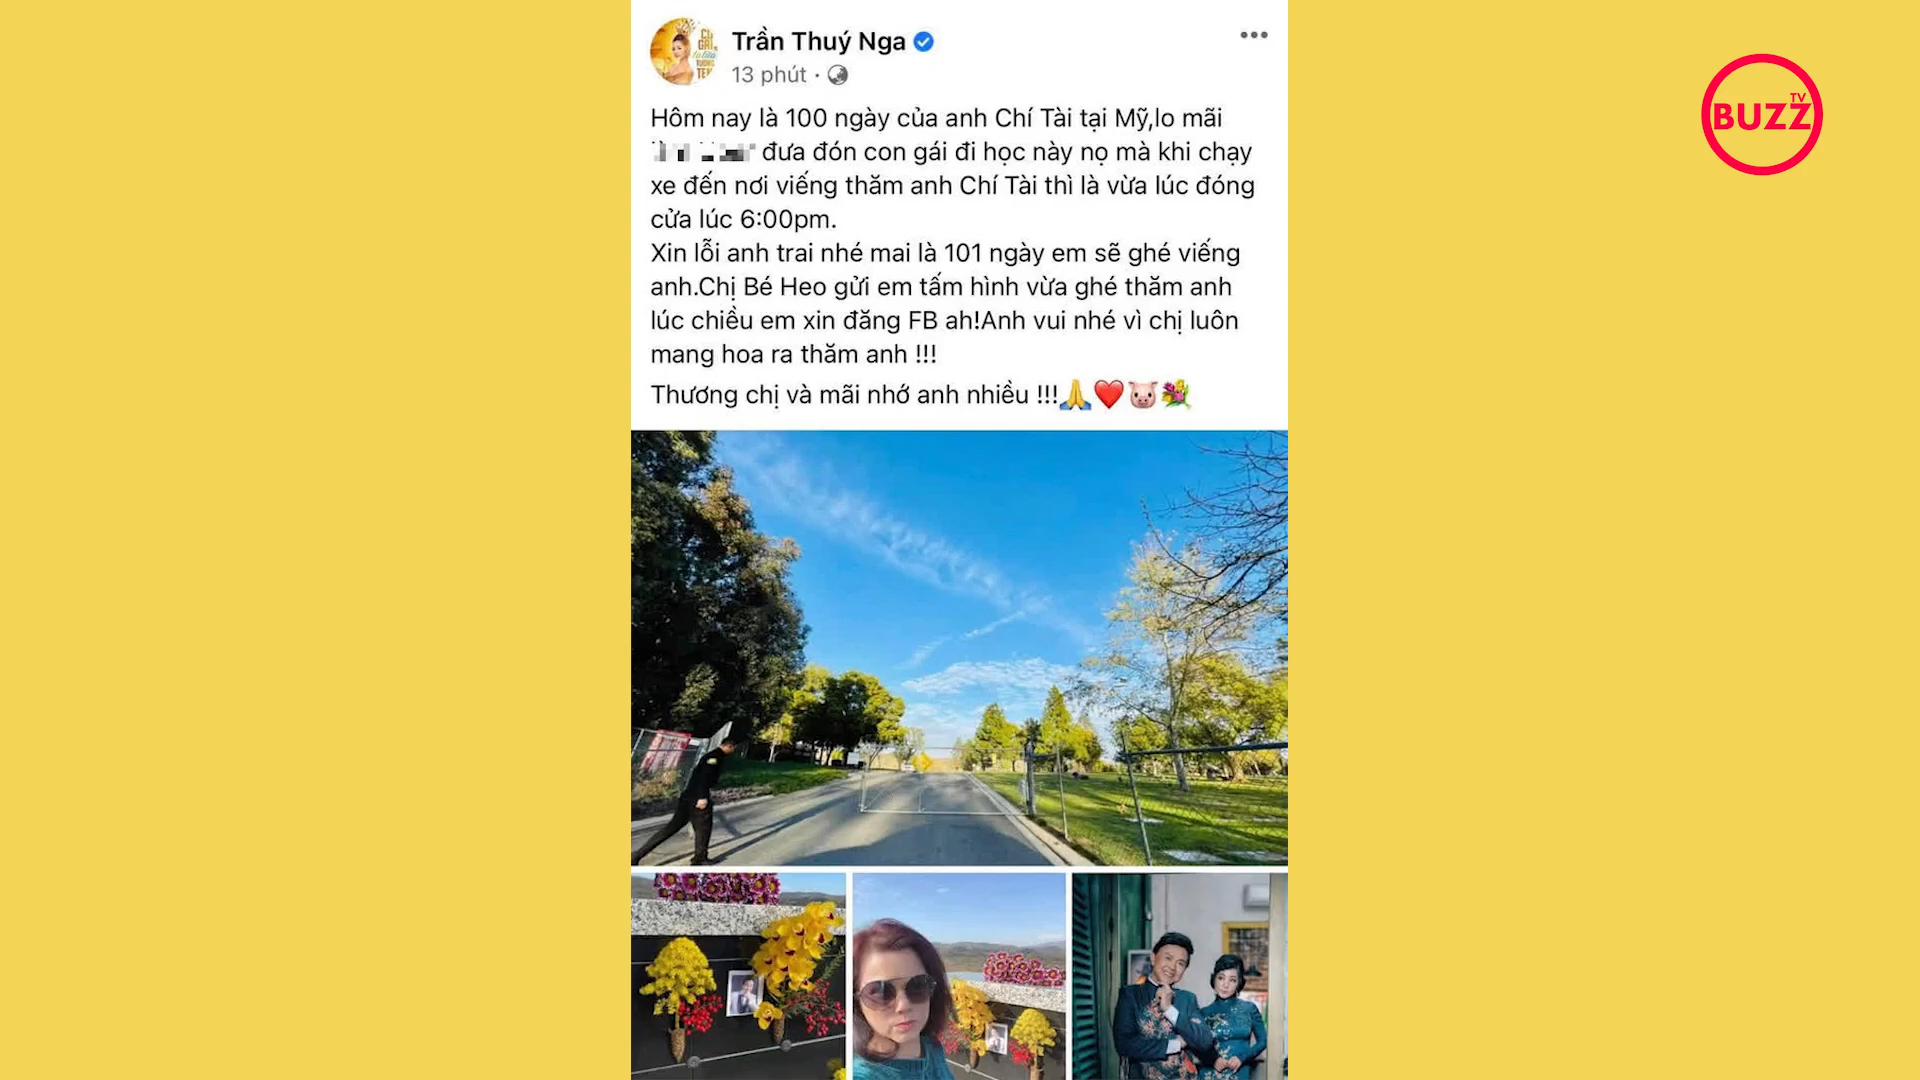 Trần Thuý Nga
13 phút ·
Hôm nay là 100 ngày của anh Chí Tài tại Mỹ,lo mãi
đưa đón con gái đi học này nọ mà khi chạy
xe đến nơi viếng thăm anh Chí Tài thì là vừa lúc đóng
cửa lúc 6:00pm.
Xin lỗi anh trai nhé mai là 101 ngày em sẽ ghé viếng
anh.Chị Bé Heo gửi em tấm hình vừa ghé thăm anh
lúc chiều em xin đăng FB ah!Anh vui nhé vì chị luôn
mang hoa ra thăm anh !!!
Thương chị và mãi nhớ anh nhiều !!!🙏❤️🐷💐
BUZZ TV